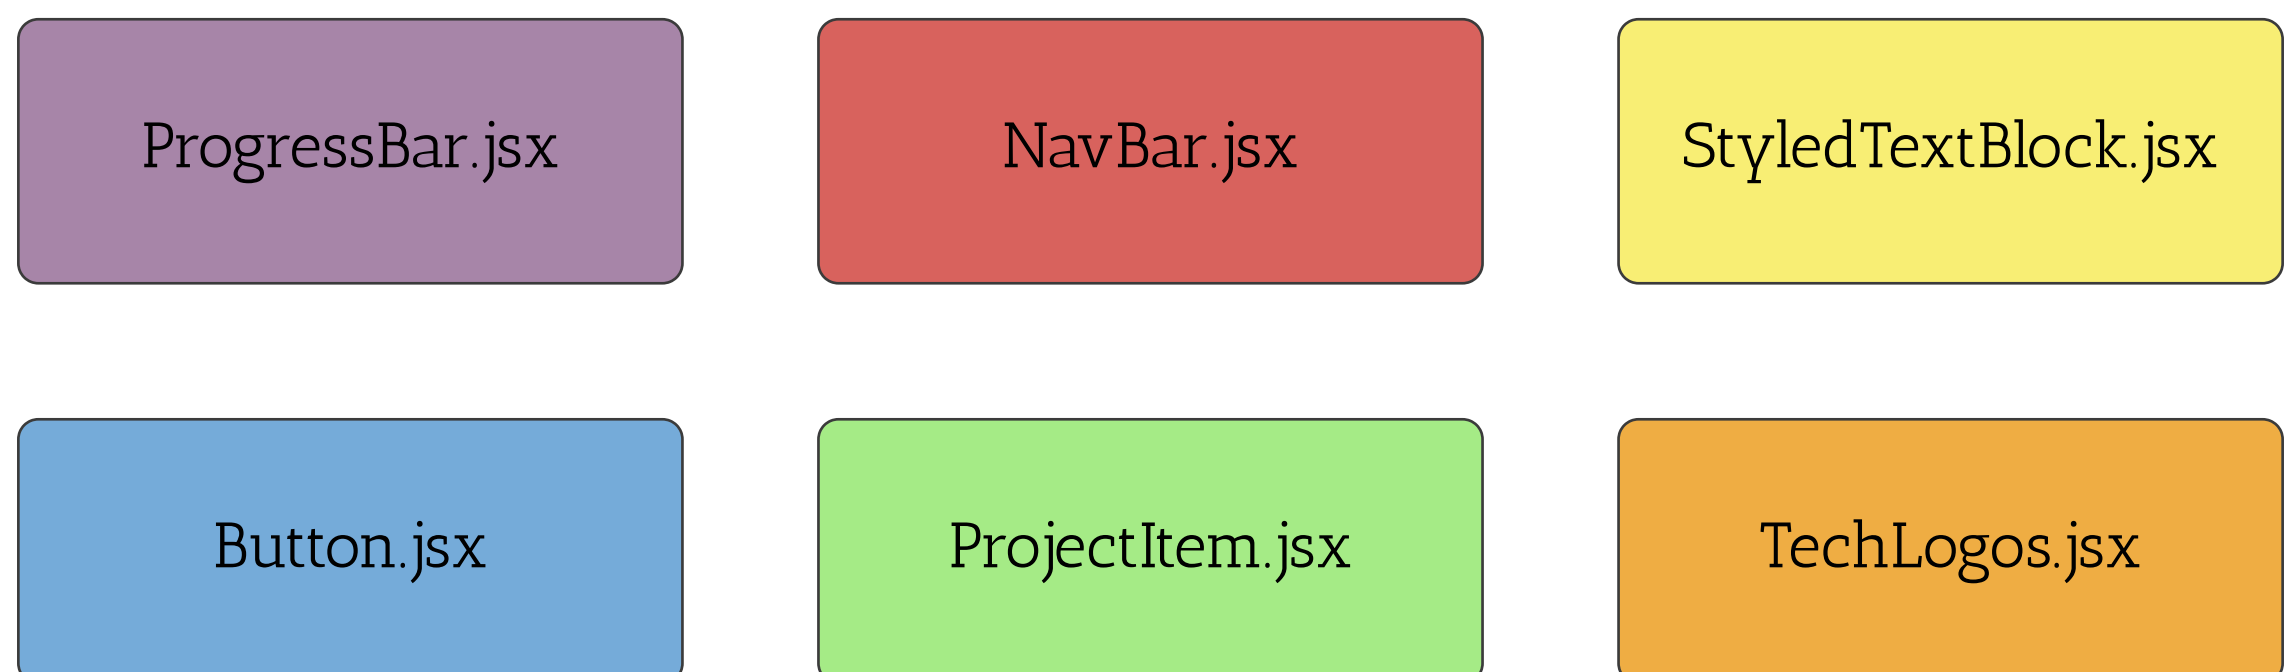 ProgressBar.jsx
NavBar.jsx
StyledTextBlock.jsx
Button.jsx
ProjectItem.jsx
TechLogos.jsx